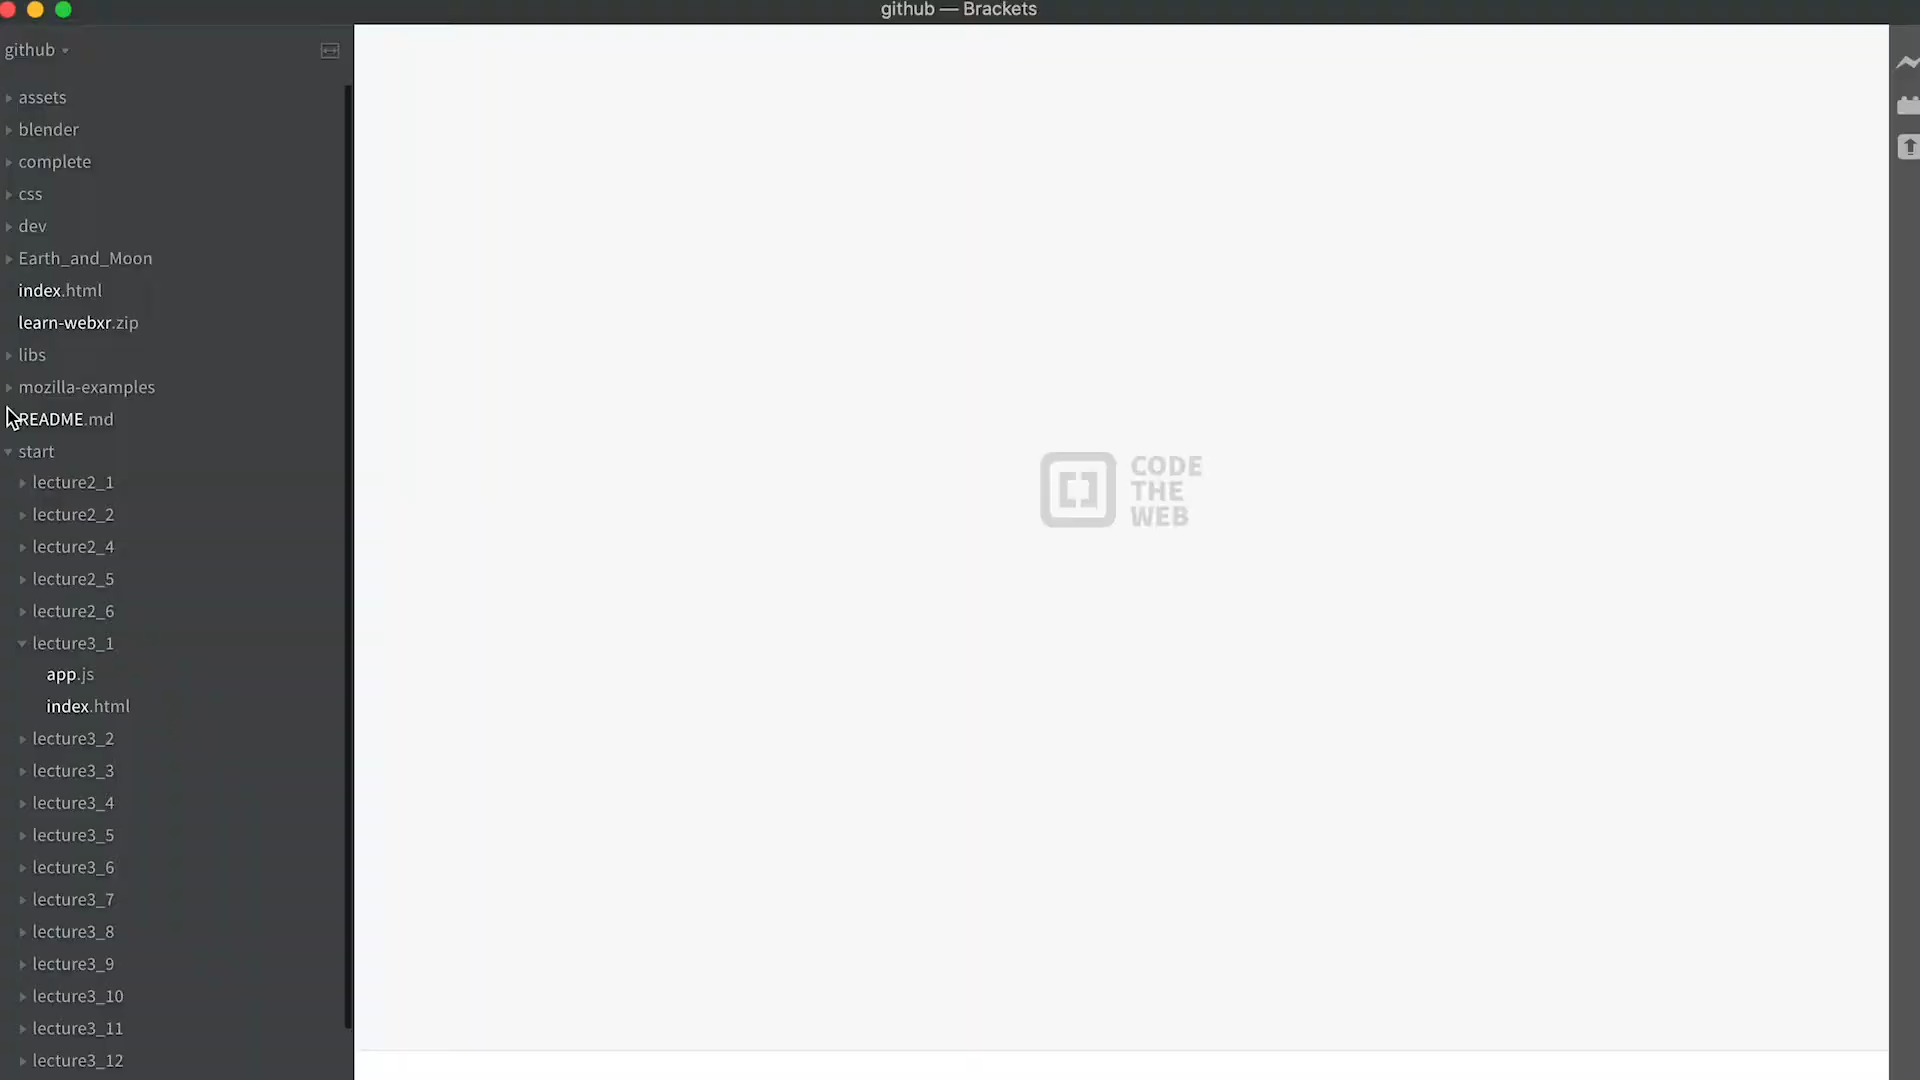 github — Brackets
github
assets
blender
complete
css
dev
Earth_and_Moon
index.html
learn-webxr.zip
libs
mozilla-examples
README.md
start
lecture2_1
lecture2_2
lecture2_4
lecture2_5
lecture2_6
lecture3_1
app.js
index.html
lecture3_2
lecture3_3
lecture3_4
lecture3_5
lecture3_6
lecture3_7
lecture3_8
lecture3_9
lecture3_10
lecture3_11
lecture3_12
CODE
THE
WEB